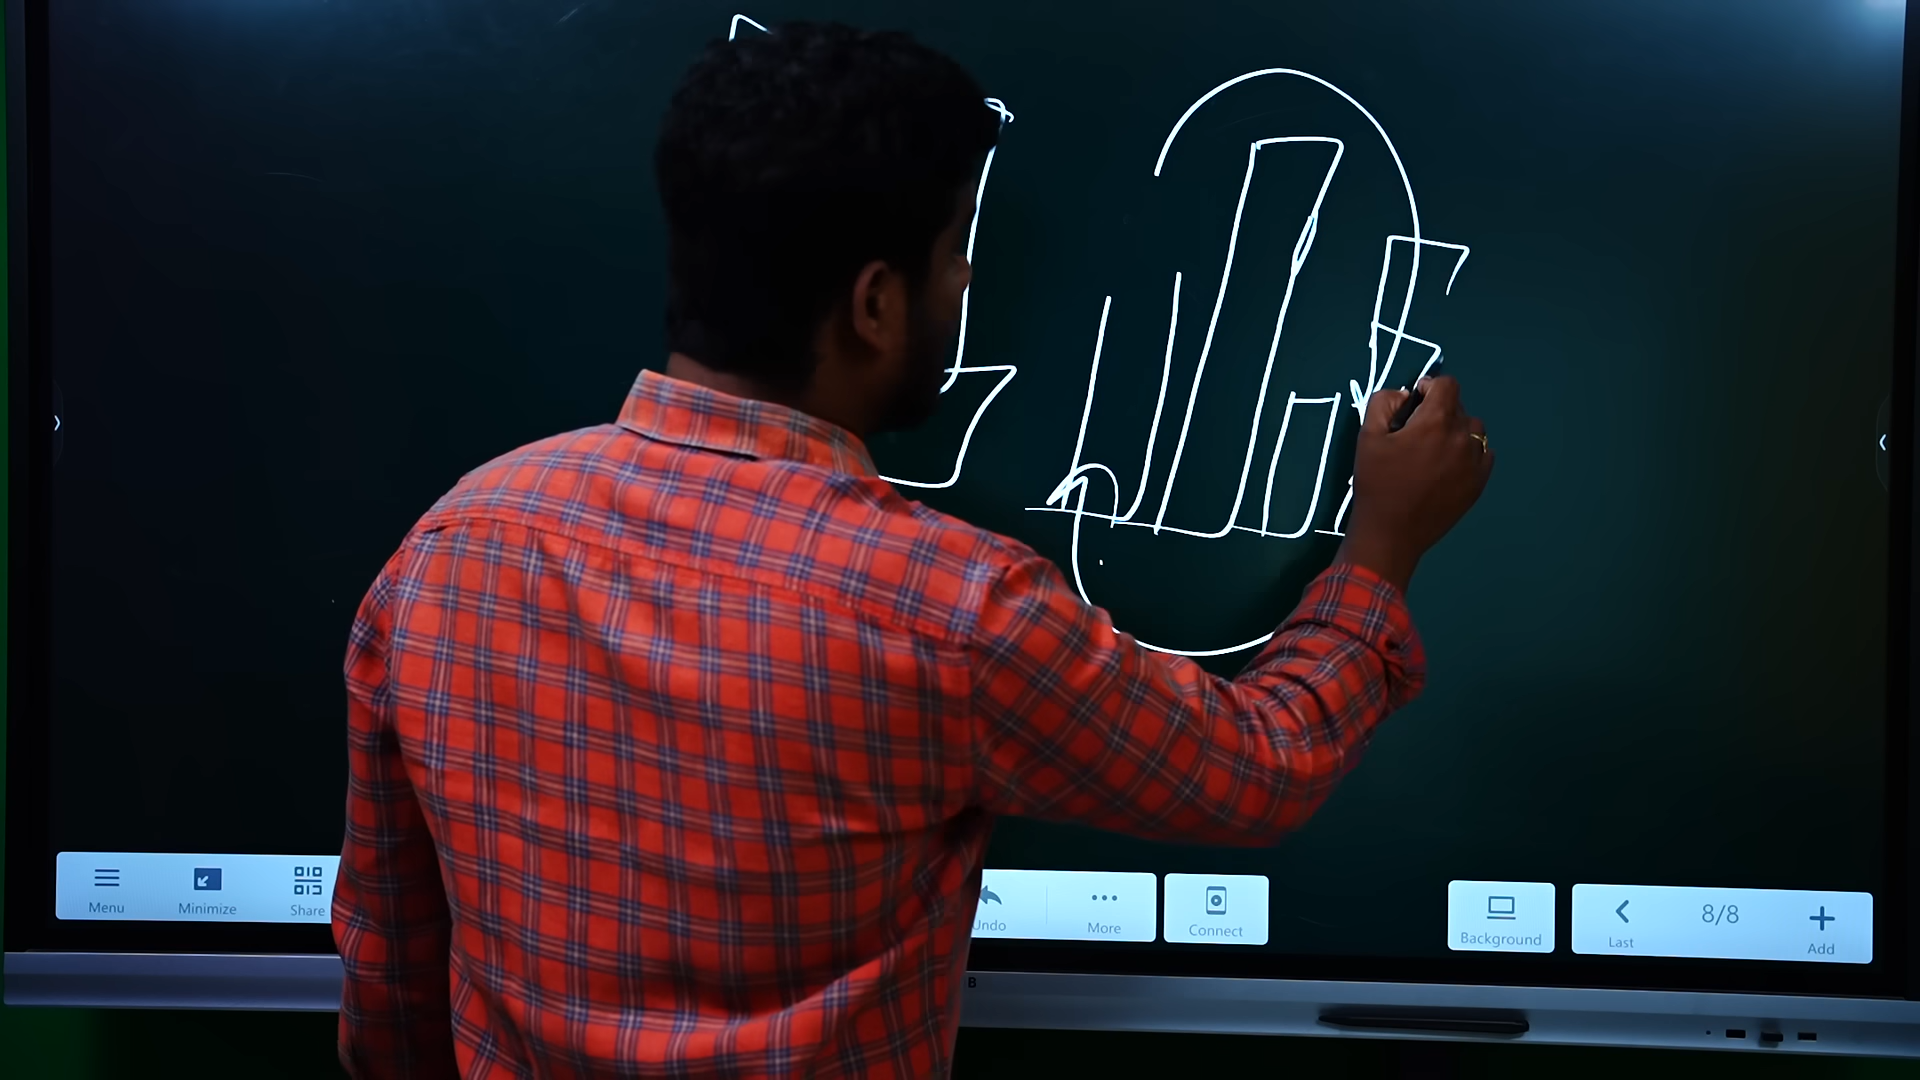 Menu
Minimize
Share
Undo
More
Connect
Background
Last
8/8
Add
B